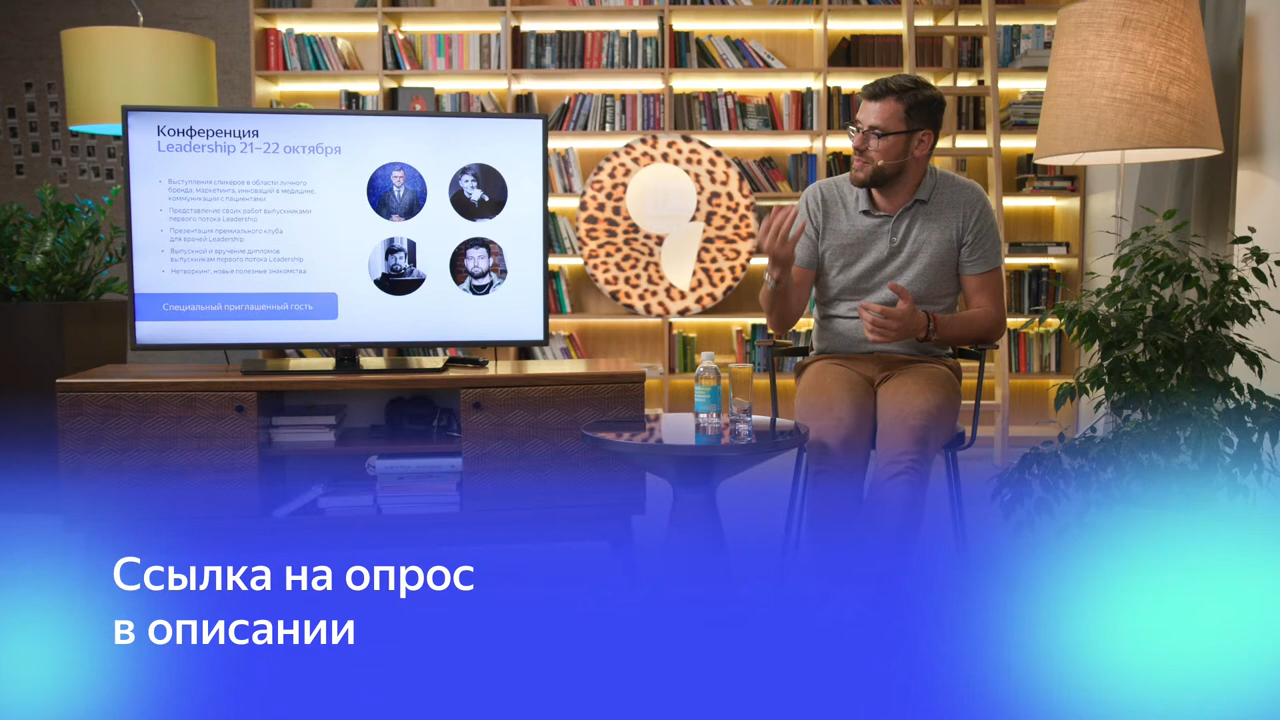 Конференция
Leadership 21–22 октября
Выступления спикеров в области личного
бренда, маркетинга, инноваций в медицине,
коммуникации с пациентами
Представление своих работ выпускниками
первого потока Leadership
Презентация премиального клуба
для врачей Leadership
Выпускной и вручение дипломов
выпускникам первого потока Leadership
Нетворкинг, новые полезные знакомства
Специальный приглашенный гость
Ссылка на опрос
в описании